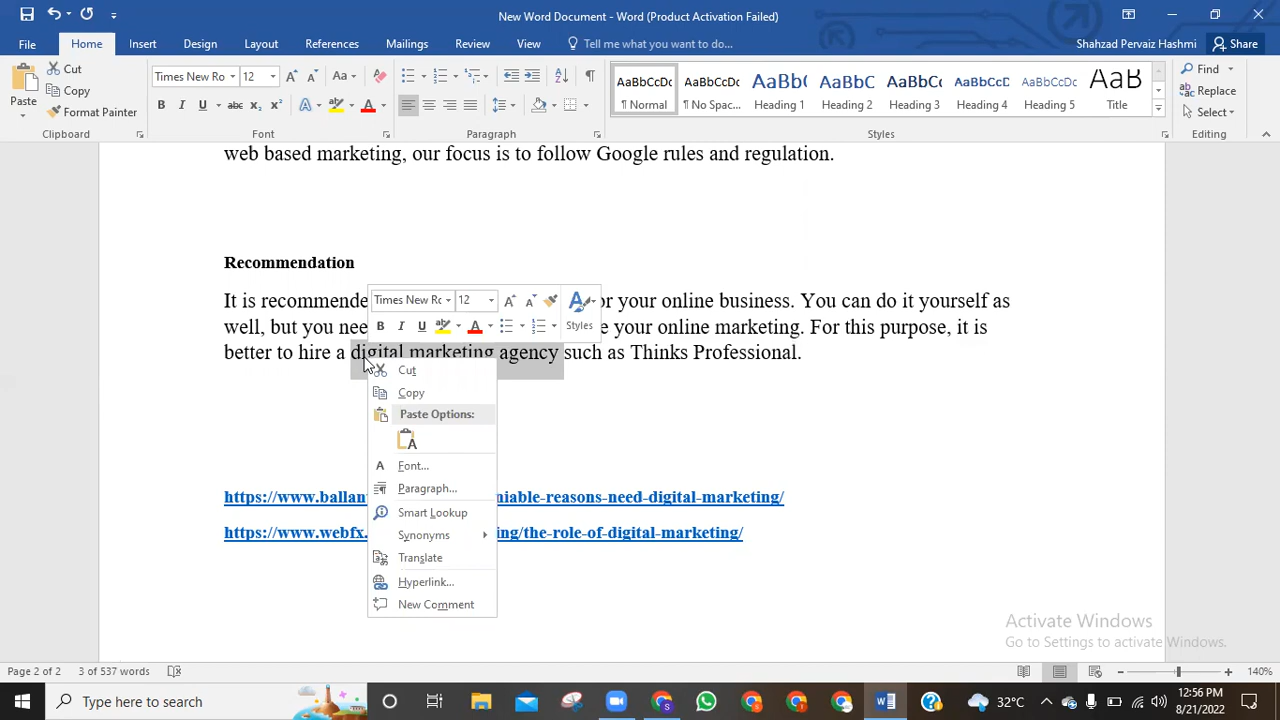 New Word Document - Word (Product Activation Failed)
File Home Insert Design Layout References Mailings Review View Tell me what you want to do... Shahzad Pervaiz Hashmi Share
Paste Cut Copy Format Painter
Times New Ro 12
AaBbCcDc AaBbCcDc AaBbC AaBbC AaBbCc AaBbCcD AaBbCcDc AaB
¶ Normal ¶ No Spac... Heading 1 Heading 2 Heading 3 Heading 4 Heading 5 Title
Find Replace Select
Clipboard Font Paragraph Styles Editing
web based marketing, our focus is to follow Google rules and regulation.
Recommendation
It is recommende
or your online business. You can do it yourself as
well, but you nee
e your online marketing. For this purpose, it is
better to hire a digital marketing agency such as Thinks Professional.
Times New Rc 12
Styles
Cut
Copy
Paste Options:
Font...
Paragraph...
Smart Lookup
Synonyms
Translate
Hyperlink...
New Comment
https://www.ballan
niable-reasons-need-digital-marketing/
https://www.webfx.
ng/the-role-of-digital-marketing/
Activate Windows
Go to Settings to activate Windows.
Page 2 of 2 3 of 537 words 140%
Type here to search
32°C
12:56 PM
8/21/2022